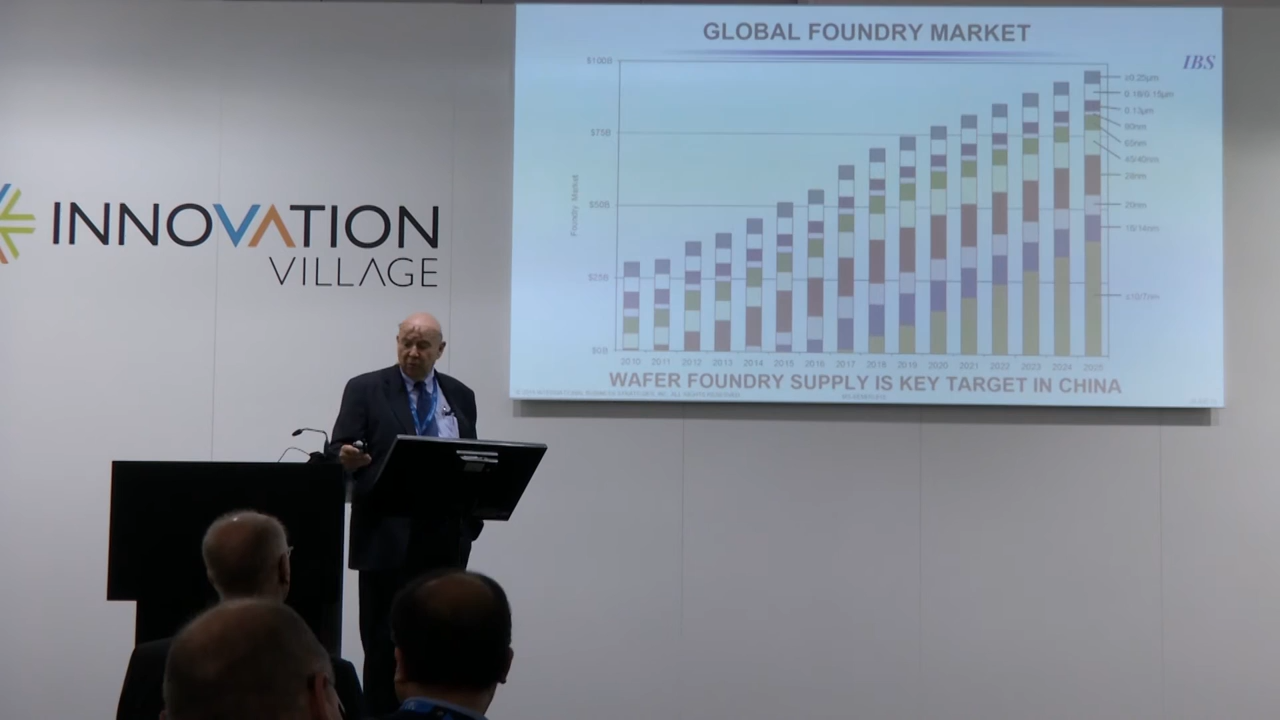 INNOVATION
VILLAGE
GLOBAL FOUNDRY MARKET
IBS
$100B
$75B
$50B
$25B
$0B
Foundry Market
≥0.25µm
0.18/0.15µm
0.13µm
90nm
65nm
45/40nm
28nm
20nm
16/14nm
≤10/7nm
2010 2011 2012 2013 2014 2015 2016 2017 2018 2019 2020 2021 2022 2023 2024 2025
WAFER FOUNDRY SUPPLY IS KEY TARGET IN CHINA